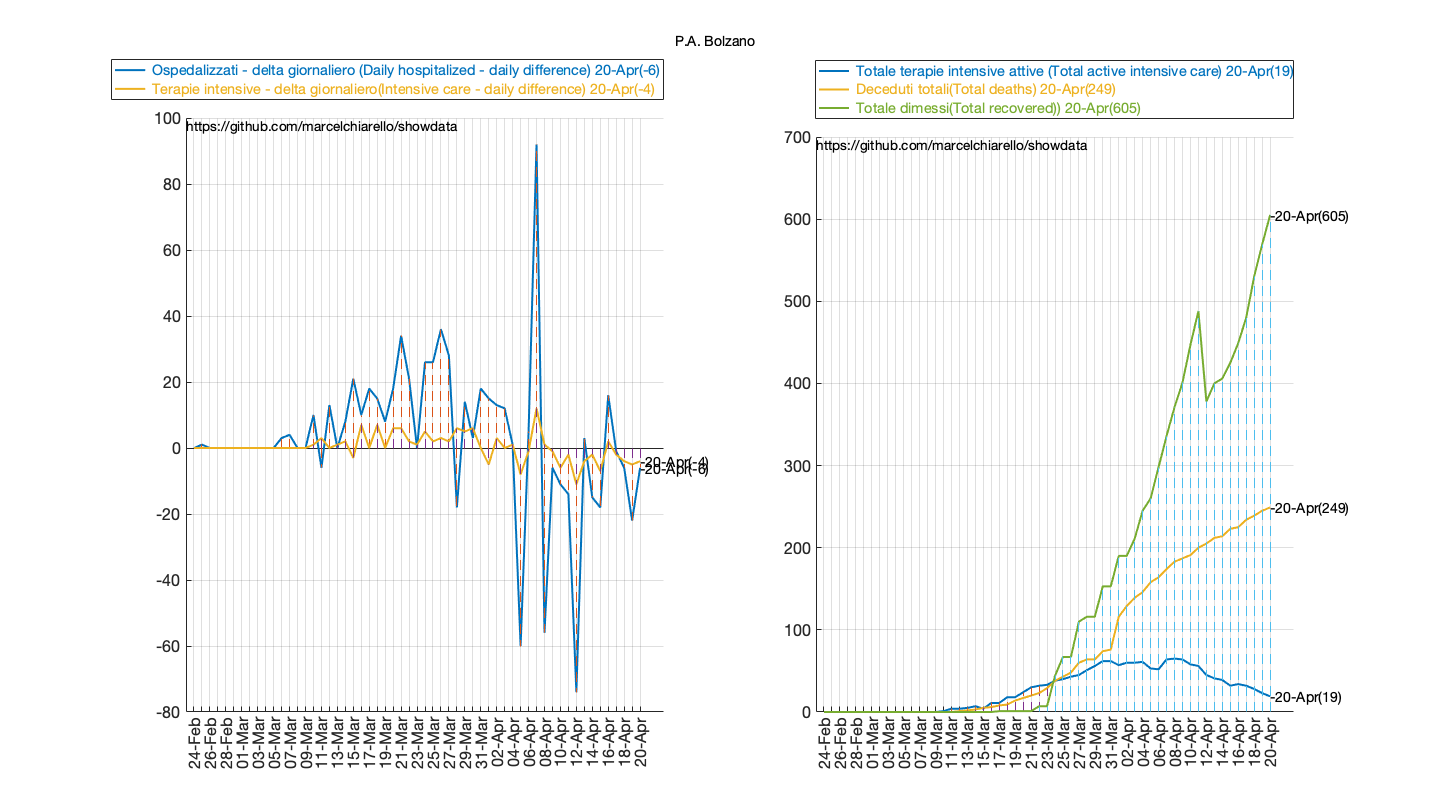 P.A. Bolzano
Ospedalizzati - delta giornaliero (Daily hospitalized - daily difference) 20-Apr(-6)
Terapie intensive - delta giornaliero(Intensive care - daily difference) 20-Apr(-4)
https://github.com/marcelchiarello/showdata
100
80
60
40
20
0
-20
-40
-60
-80
-20-Apr(-4)
-20-Apr(-6)
24-Feb
26-Feb
28-Feb
01-Mar
03-Mar
05-Mar
07-Mar
09-Mar
11-Mar
13-Mar
15-Mar
17-Mar
19-Mar
21-Mar
23-Mar
25-Mar
27-Mar
29-Mar
31-Mar
02-Apr
04-Apr
06-Apr
08-Apr
10-Apr
12-Apr
14-Apr
16-Apr
18-Apr
20-Apr
Totale terapie intensive attive (Total active intensive care) 20-Apr(19)
Deceduti totali(Total deaths) 20-Apr(249)
Totale dimessi(Total recovered)) 20-Apr(605)
https://github.com/marcelchiarello/showdata
700
600
500
400
300
200
100
0
-20-Apr(605)
-20-Apr(249)
-20-Apr(19)
24-Feb
26-Feb
28-Feb
01-Mar
03-Mar
05-Mar
07-Mar
09-Mar
11-Mar
13-Mar
15-Mar
17-Mar
19-Mar
21-Mar
23-Mar
25-Mar
27-Mar
29-Mar
31-Mar
02-Apr
04-Apr
06-Apr
08-Apr
10-Apr
12-Apr
14-Apr
16-Apr
18-Apr
20-Apr